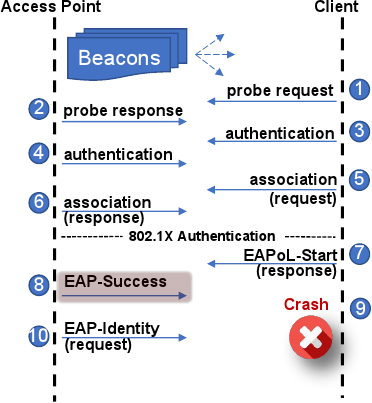 Access Point
Client
Beacons
1
probe request
2
probe response
3
authentication
4
authentication
5
association
(request)
6
association
(response)
802.1X Authentication
7
EAPoL-Start
(response)
8
EAP-Success
9
Crash
10
EAP-Identity
(request)